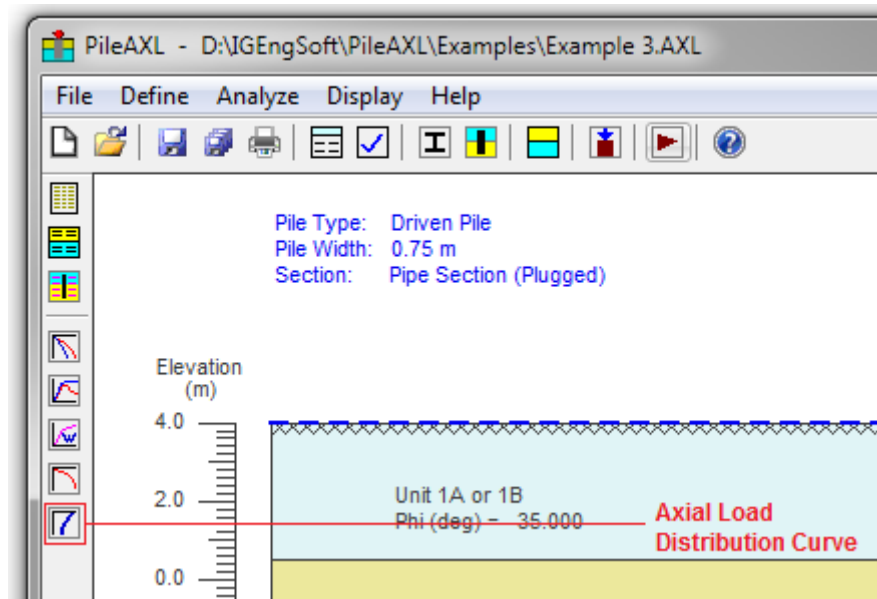 PileAXL - D:\IGEngSoft\PileAXL\Examples\Example 3.AXL
File Define Analyze Display Help
Pile Type: Driven Pile
Pile Width: 0.75 m
Section: Pipe Section (Plugged)
Elevation
(m)
4.0
2.0
0.0
Unit 1A or 1B
Phi (deg) = 35.000
Axial Load
Distribution Curve